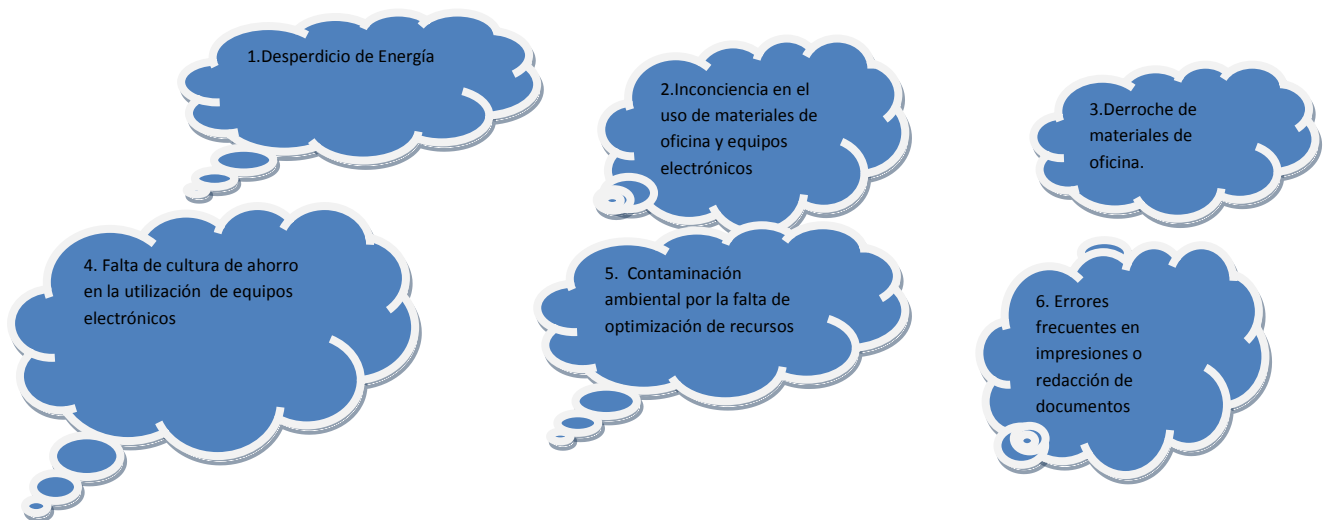 1.Desperdicio de Energía
2.Inconciencia en el
uso de materiales de
oficina y equipos
electrónicos
3.Derroche de
materiales de
oficina.
4. Falta de cultura de ahorro
en la utilización de equipos
electrónicos
5. Contaminación
ambiental por la falta de
optimización de recursos
6. Errores
frecuentes en
impresiones o
redacción de
documentos